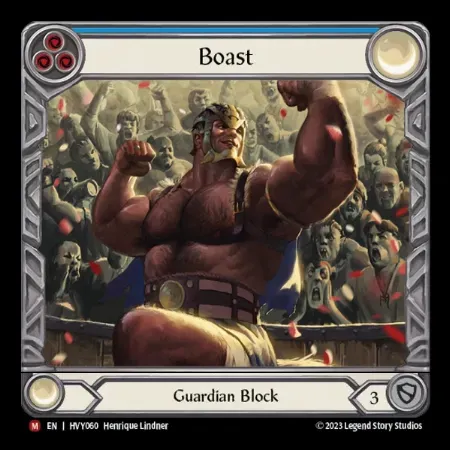 Boast
Guardian Block
3
M EN | HVY060 Henrique Lindner
© 2023 Legend Story Studios